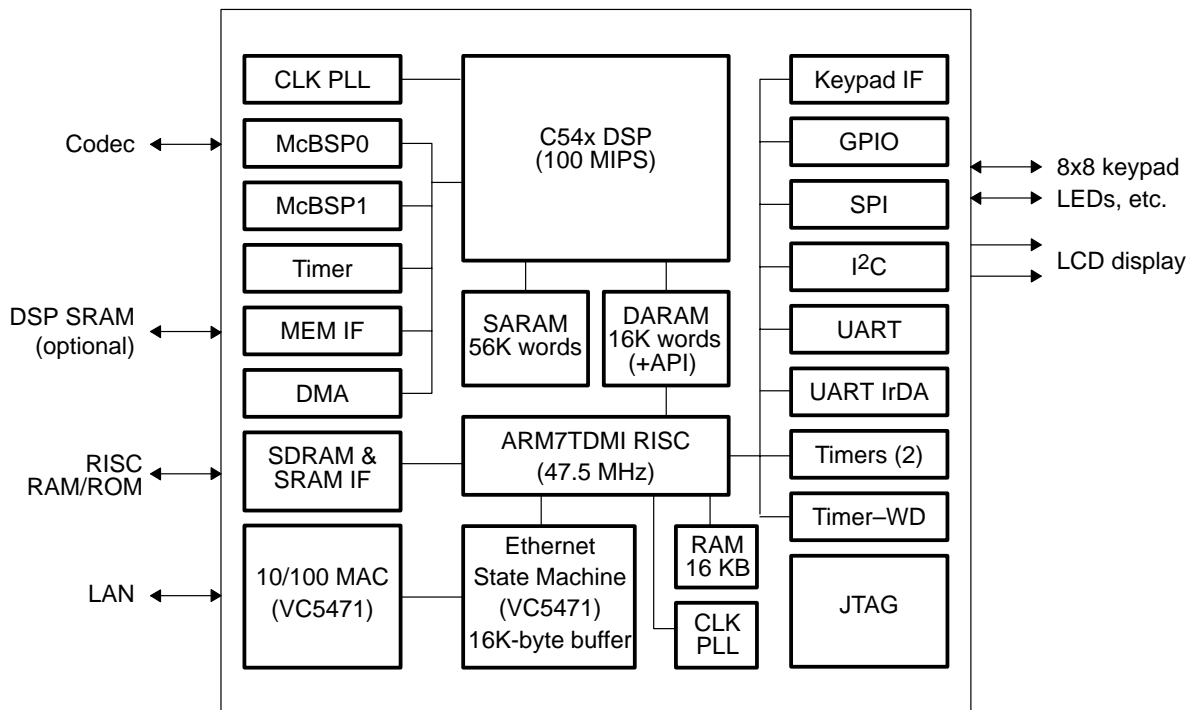 Codec
DSP SRAM
(optional)
RISC
RAM/ROM
LAN
CLK PLL
McBSP0
McBSP1
Timer
MEM IF
DMA
SDRAM &
SRAM IF
10/100 MAC
(VC5471)
C54x DSP
(100 MIPS)
SARAM
56K words
DARAM
16K words
(+API)
ARM7TDMI RISC
(47.5 MHz)
Ethernet
State Machine
(VC5471)
16K-byte buffer
RAM
16 KB
CLK
PLL
Keypad IF
GPIO
SPI
I²C
UART
UART IrDA
Timers (2)
Timer–WD
JTAG
8x8 keypad
LEDs, etc.
LCD display